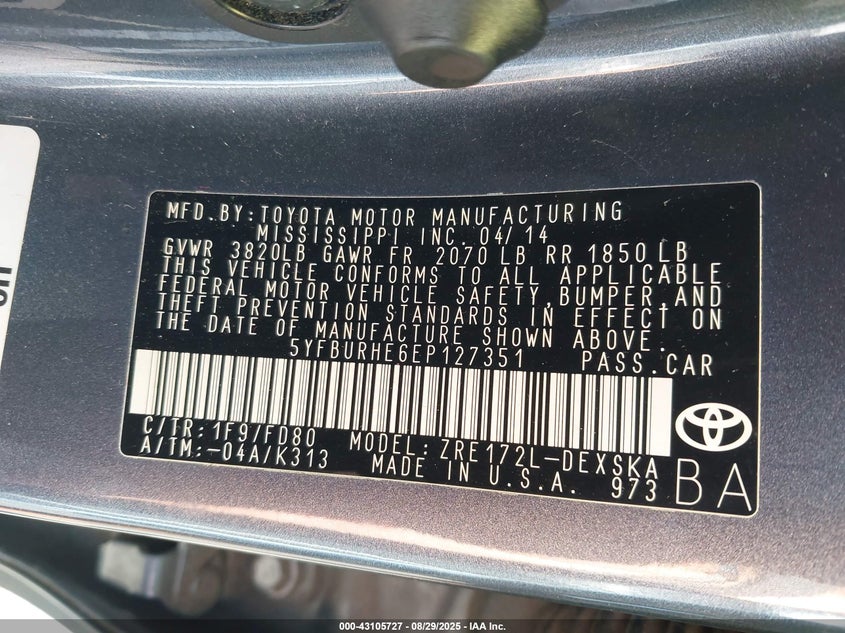 MFD.BY:TOYOTA MOTOR MANUFACTURING
MISSISSIPPI INC. 04/14
GVWR 3820LB GAWR FR 2070 LB RR 1850 LB
THIS VEHICLE CONFORMS TO ALL APPLICABLE
FEDERAL MOTOR VEHICLE SAFETY,BUMPER,AND
THEFT PREVENTION STANDARDS IN EFFECT ON
THE DATE OF MANUFACTURE SHOWN ABOVE.
5YFBURHE6EP127351 PASS.CAR
C/TR:1F9/FD80 MODEL:ZRE172L-DEXSKA
A/TM:-04A/K313 MADE IN U.S.A. 973
BA
000-43105727 - 08/29/2025 - IAA Inc.